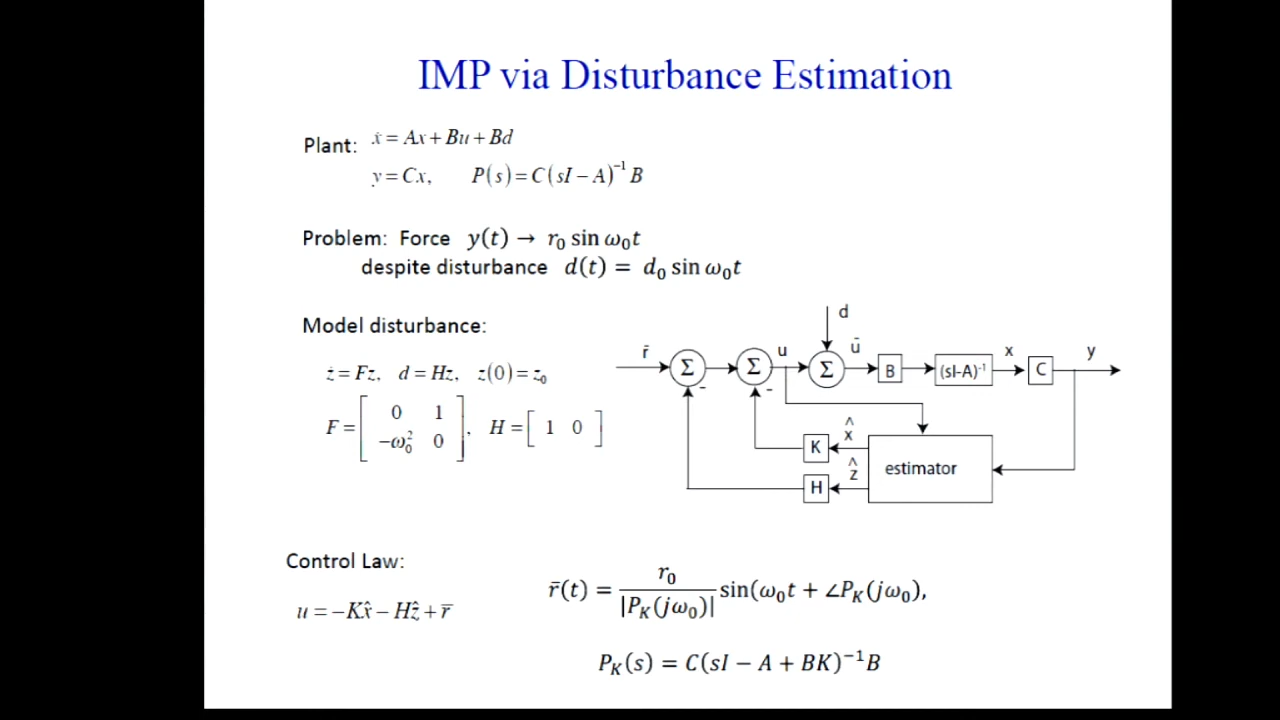 IMP via Disturbance Estimation
Plant: ẋ = Ax + Bu + Bd
y = Cx, P(s) = C(sI − A)⁻¹ B
Problem: Force y(t) → r₀ sin ω₀t
despite disturbance d(t) = d₀ sin ω₀t
Model disturbance:
ż = Fz, d = Hz, z(0) = z₀
F = [ 0 1
−ω₀² 0 ], H = [ 1 0 ]
d
r̄ Σ - Σ - u Σ ū B (sI-A)⁻¹ x C y
K x̂
H ẑ
estimator
Control Law:
u = −Kx̂ − Hẑ + r̄
r̄(t) = r₀ / |P_K(jω₀)| sin(ω₀t + ∠P_K(jω₀),
P_K(s) = C(sI − A + BK)⁻¹B